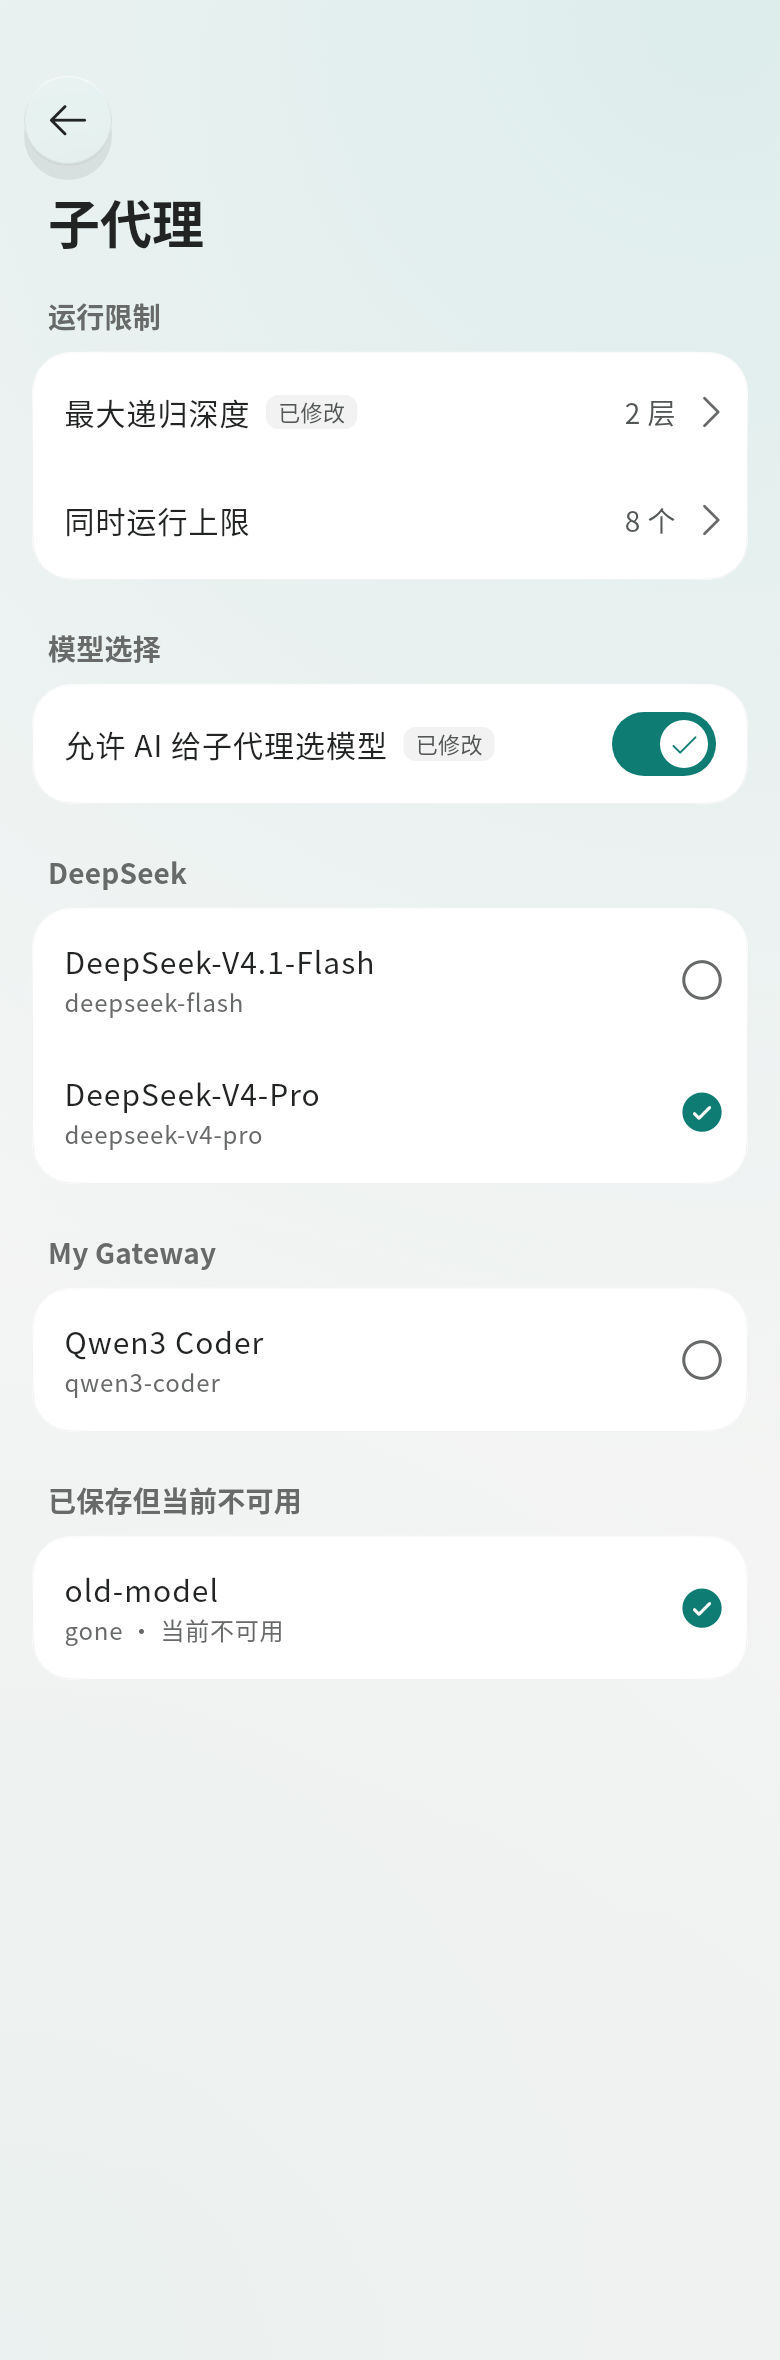 子代理
运行限制
最大递归深度 已修改 2 层
同时运行上限 8 个
模型选择
允许 AI 给子代理选模型 已修改
DeepSeek
DeepSeek-V4.1-Flash
deepseek-flash
DeepSeek-V4-Pro
deepseek-v4-pro
My Gateway
Qwen3 Coder
qwen3-coder
已保存但当前不可用
old-model
gone · 当前不可用